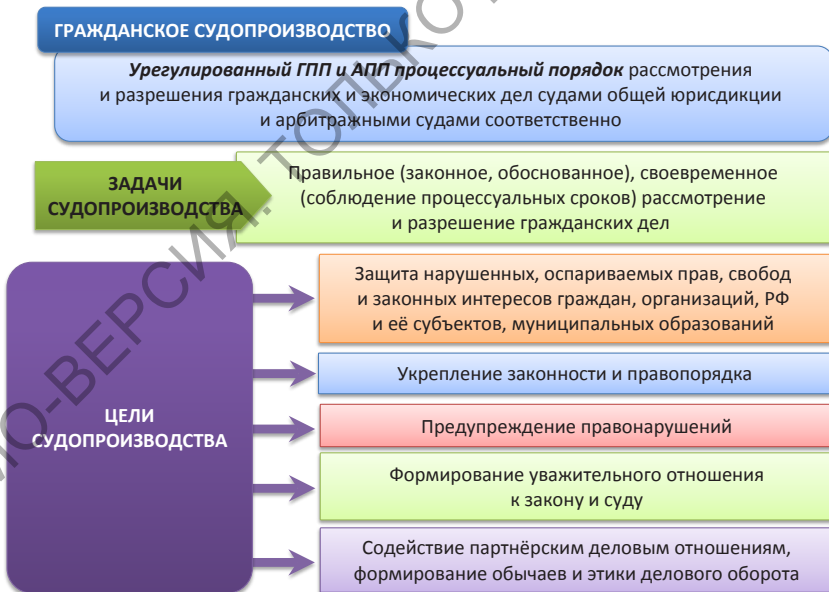 ГРАЖДАНСКОЕ СУДОПРОИЗВОДСТВО
Урегулированный ГПП и АПП процессуальный порядок рассмотрения
и разрешения гражданских и экономических дел судами общей юрисдикции
и арбитражными судами соответственно
ЗАДАЧИ
СУДОПРОИЗВОДСТВА
Правильное (законное, обоснованное), своевременное
(соблюдение процессуальных сроков) рассмотрение
и разрешение гражданских дел
ЦЕЛИ
СУДОПРОИЗВОДСТВА
Защита нарушенных, оспариваемых прав, свобод
и законных интересов граждан, организаций, РФ
и её субъектов, муниципальных образований
Укрепление законности и правопорядка
Предупреждение правонарушений
Формирование уважительного отношения
к закону и суду
Содействие партнёрским деловым отношениям,
формирование обычаев и этики делового оборота
ВЕРСИЯ. ТОЛЬКО